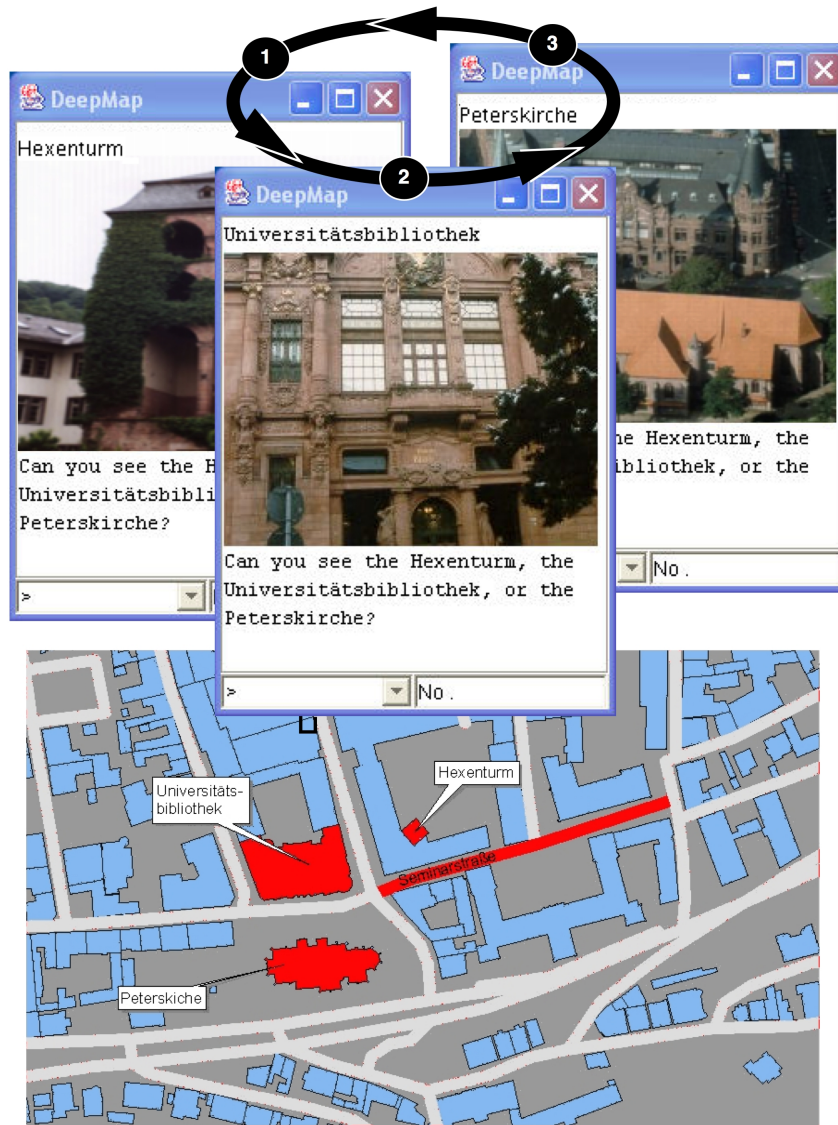 1
3
2
DeepMap
Hexenturm
Can you see the H
Universitätsbibli
Peterskirche?
>
DeepMap
Universitätsbibliothek
Can you see the Hexenturm, the
Universitätsbibliothek, or the
Peterskirche?
>
No.
DeepMap
Peterskirche
he Hexenturm, the
ibliothek, or the
No.
Universitäts-
bibliothek
Hexenturm
Seminarstraße
Peterskiche